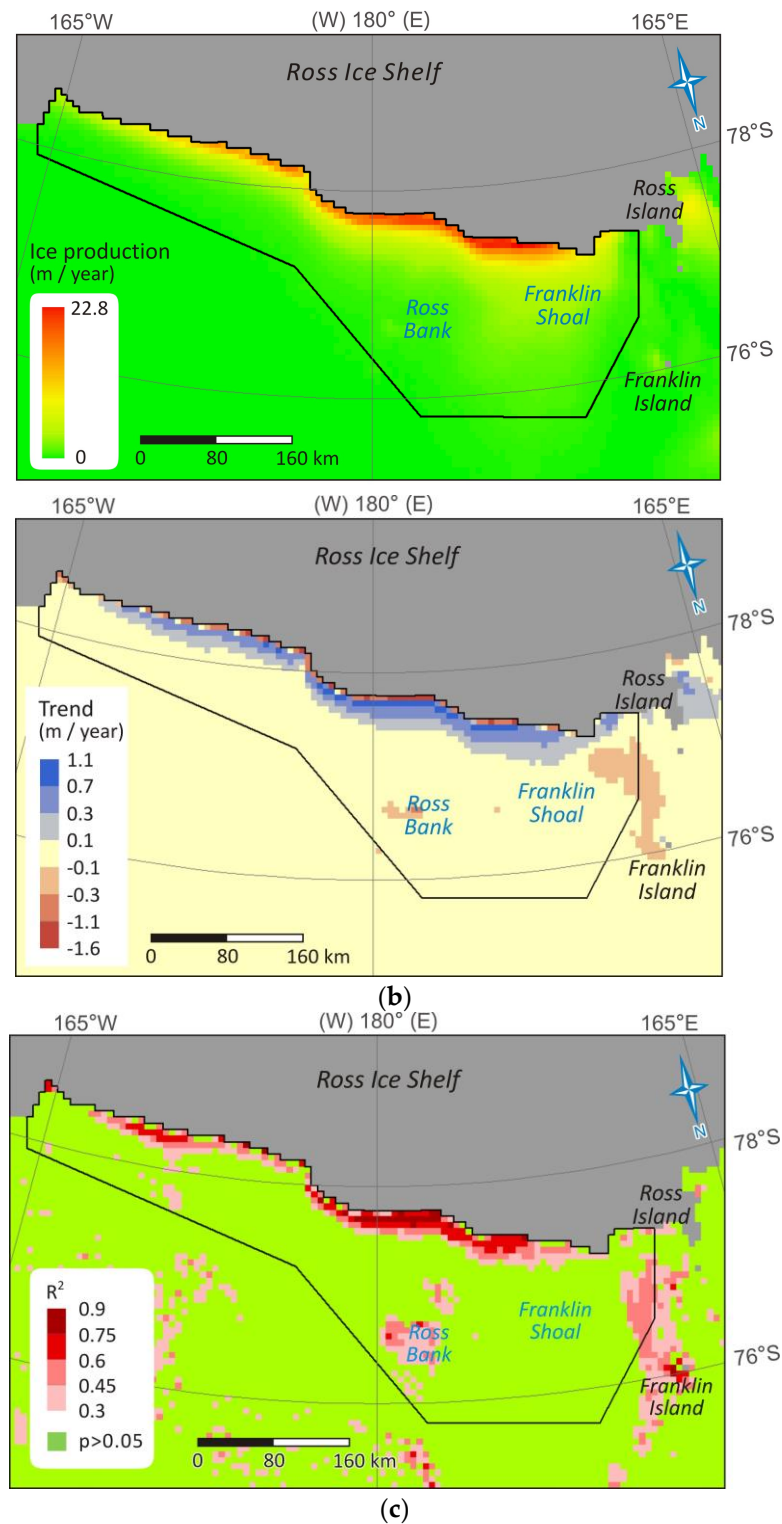 165°W
(W) 180° (E)
165°E
Ross Ice Shelf
78°S
Ross
Island
Ice production
(m / year)
22.8
0
Ross
Bank
Franklin
Shoal
76°S
Franklin
Island
0 80 160 km
N
165°W
(W) 180° (E)
165°E
Ross Ice Shelf
N
78°S
Ross
Island
Trend
(m / year)
1.1
0.7
0.3
0.1
-0.1
-0.3
-1.1
-1.6
Ross
Bank
Franklin
Shoal
76°S
Franklin
Island
0 80 160 km
(b)
165°W
(W) 180° (E)
165°E
Ross Ice Shelf
N
78°S
Ross
Island
R²
0.9
0.75
0.6
0.45
0.3
p>0.05
Ross
Bank
Franklin
Shoal
76°S
Franklin
Island
0 80 160 km
(c)